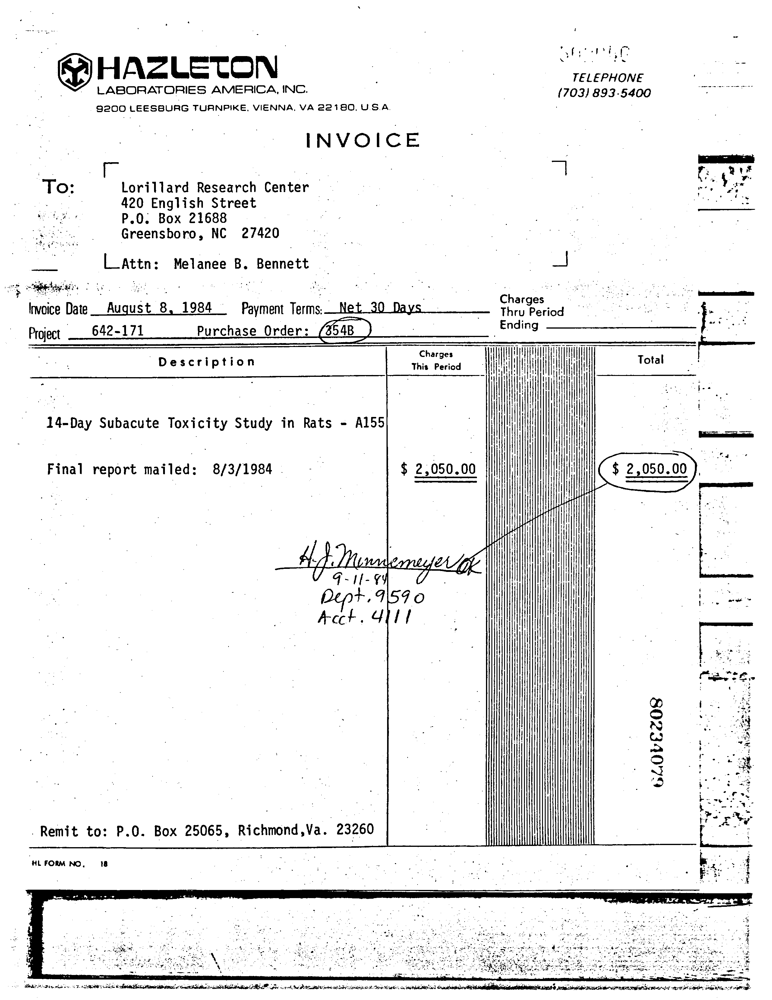 HAZLETON
LABORATORIES AMERICA, INC.
9200 LEESBURG TURNPIKE, VIENNA, VA 22180, U.S.A.
TELEPHONE
(703) 893-5400
INVOICE
To:
Lorillard Research Center
420 English Street
P.O. Box 21688
Greensboro, NC 27420
Attn: Melanee B. Bennett
Invoice Date August 8, 1984 Payment Terms: Net 30 Days
Charges
Thru Period
Ending
Project 642-171 Purchase Order: 354B
Description
Charges
This Period
Total
14-Day Subacute Toxicity Study in Rats - A155
Final report mailed: 8/3/1984 $ 2,050.00 $ 2,050.00
H.J. Minnemeyer OK
9-11-84
Dept. 9590
Acct. 4111
80234079
Remit to: P.O. Box 25065, Richmond,Va. 23260
HL FORM NO. 18